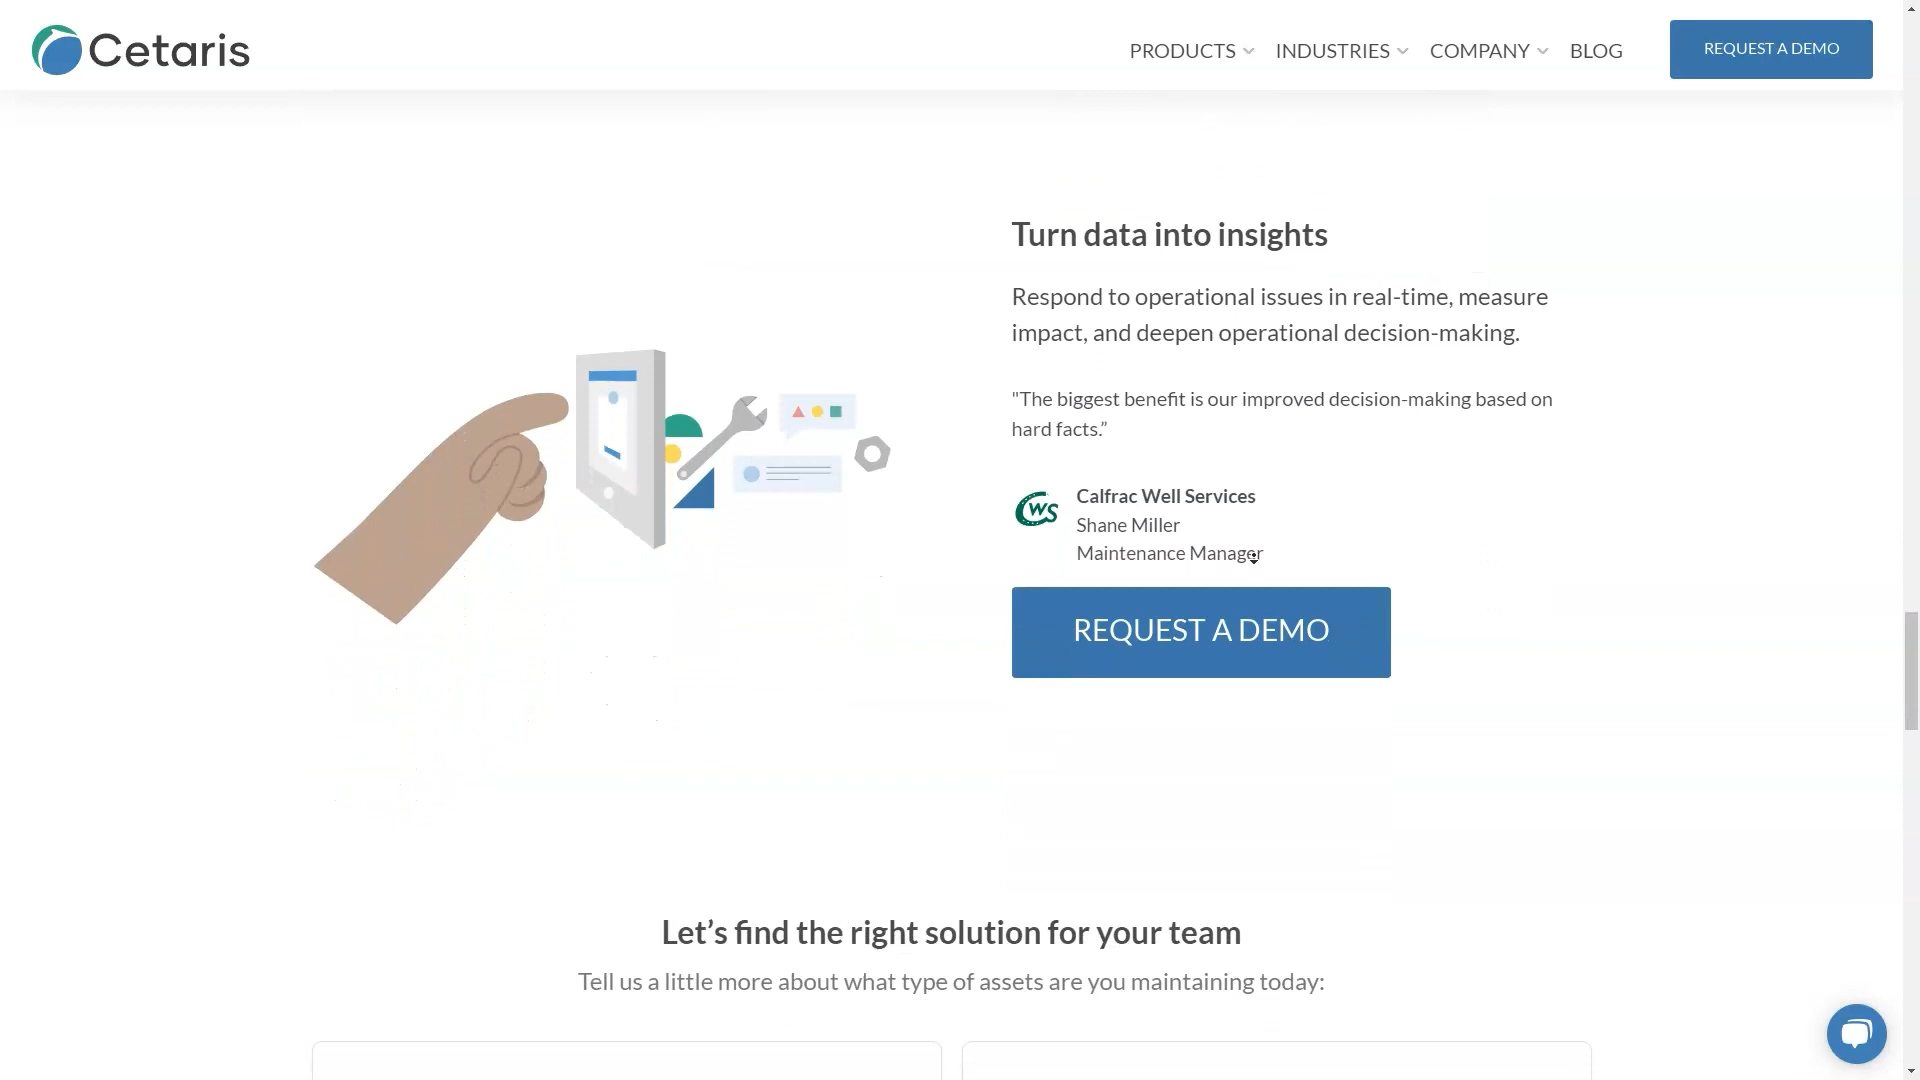 Cetaris
PRODUCTS
INDUSTRIES
COMPANY
BLOG
REQUEST A DEMO
Turn data into insights
Respond to operational issues in real-time, measure
impact, and deepen operational decision-making.
"The biggest benefit is our improved decision-making based on
hard facts.”
CWS
Calfrac Well Services
Shane Miller
Maintenance Manager
REQUEST A DEMO
Let’s find the right solution for your team
Tell us a little more about what type of assets are you maintaining today: